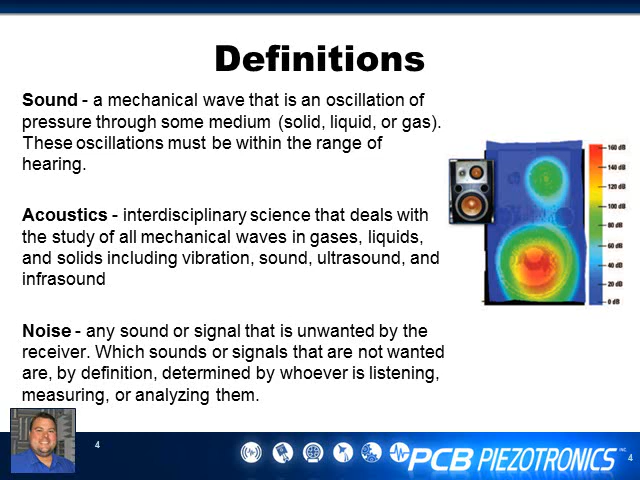 Definitions
Sound - a mechanical wave that is an oscillation of
pressure through some medium (solid, liquid, or gas).
These oscillations must be within the range of
hearing.
Acoustics - interdisciplinary science that deals with
the study of all mechanical waves in gases, liquids,
and solids including vibration, sound, ultrasound, and
infrasound
Noise - any sound or signal that is unwanted by the
receiver. Which sounds or signals that are not wanted
are, by definition, determined by whoever is listening,
measuring, or analyzing them.
160 dB
140 dB
120 dB
100 dB
80 dB
60 dB
40 dB
20 dB
0 dB
4
PCB PIEZOTRONICS INC
4